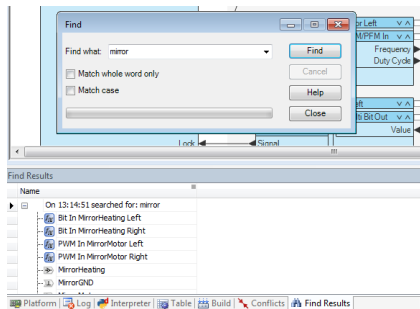 Find
Find what: mirror
Match whole word only
Match case
Find
Cancel
Help
Close
or Left
M/PFM In
Frequency
Duty Cycle
eft
lti Bit Out
Value
Lock
Signal
Find Results
Name
On 13:14:51 searched for: mirror
Bit In MirrorHeating Left
Bit In MirrorHeating Right
PWM In MirrorMotor Left
PWM In MirrorMotor Right
MirrorHeating
MirrorGND
Platform Log Interpreter Table Build Conflicts Find Results